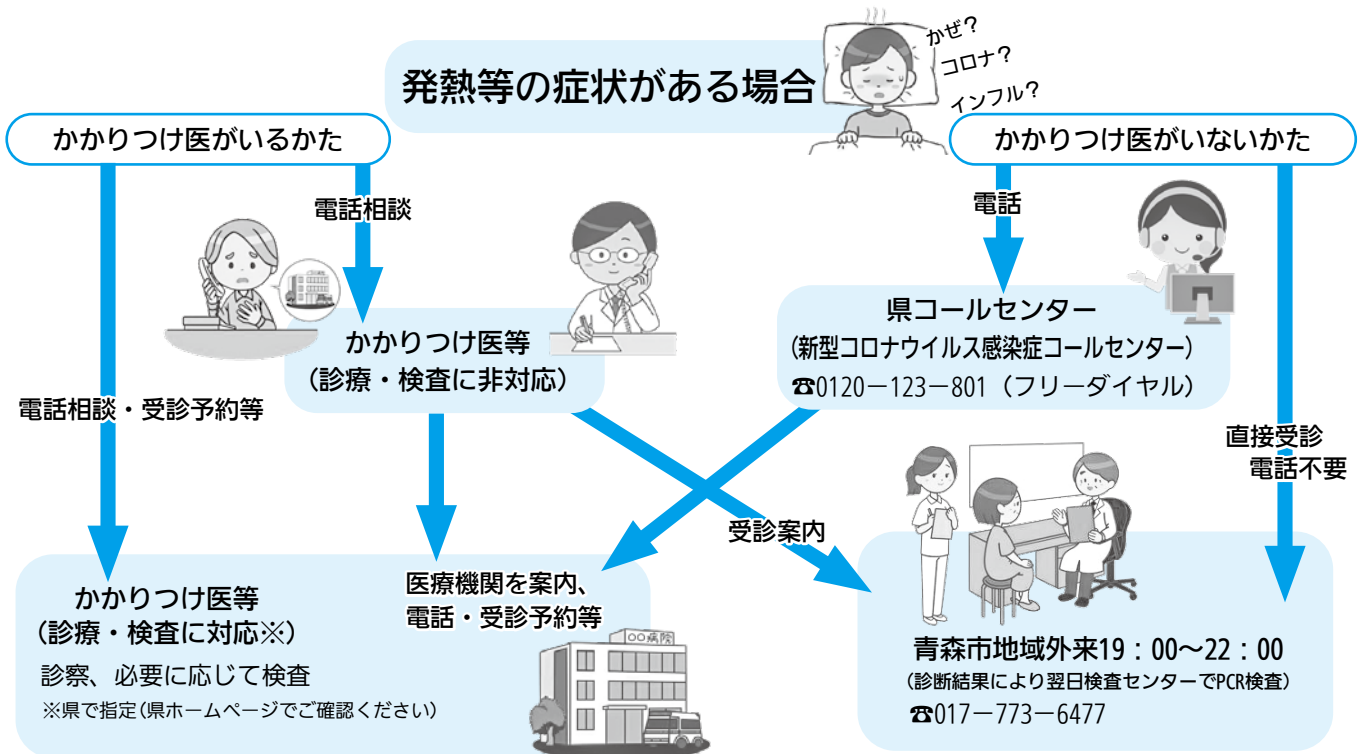 発熱等の症状がある場合
かぜ?
コロナ?
インフル?
かかりつけ医がいるかた
かかりつけ医がいないかた
電話相談
電話
県コールセンター
(新型コロナウイルス感染症コールセンター)
☎0120－123－801（フリーダイヤル）
かかりつけ医等
(診療・検査に非対応)
電話相談・受診予約等
直接受診
電話不要
受診案内
かかりつけ医等
(診療・検査に対応※)
診察、必要に応じて検査
※県で指定(県ホームページでご確認ください)
医療機関を案内、
電話・受診予約等
○○病院
青森市地域外来19：00～22：00
(診断結果により翌日検査センターでPCR検査)
☎017－773－6477